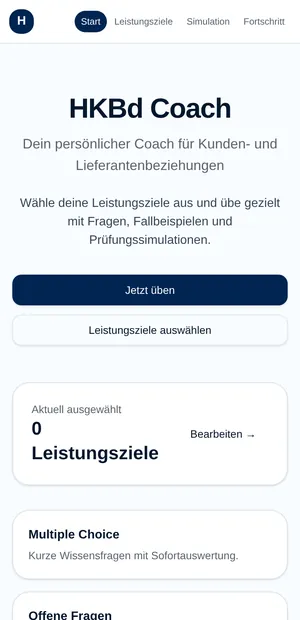 H
Start Leistungsziele Simulation Fortschritt
HKBd Coach
Dein persönlicher Coach für Kunden- und
Lieferantenbeziehungen
Wähle deine Leistungsziele aus und übe gezielt
mit Fragen, Fallbeispielen und
Prüfungssimulationen.
Jetzt üben
Leistungsziele auswählen
Aktuell ausgewählt
0
Leistungsziele
Bearbeiten →
Multiple Choice
Kurze Wissensfragen mit Sofortauswertung.
Offene Fragen